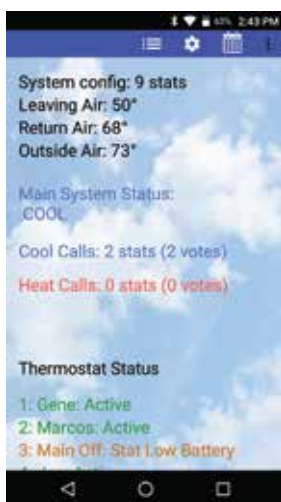 2:43 PM
System config: 9 stats
Leaving Air: 50°
Return Air: 68°
Outside Air: 73°
Main System Status:
COOL
Cool Calls: 2 stats (2 votes)
Heat Calls: 0 stats (0 votes)
Thermostat Status
1: Gene: Active
2: Marcos: Active
3: Main Off: Stat Low Battery